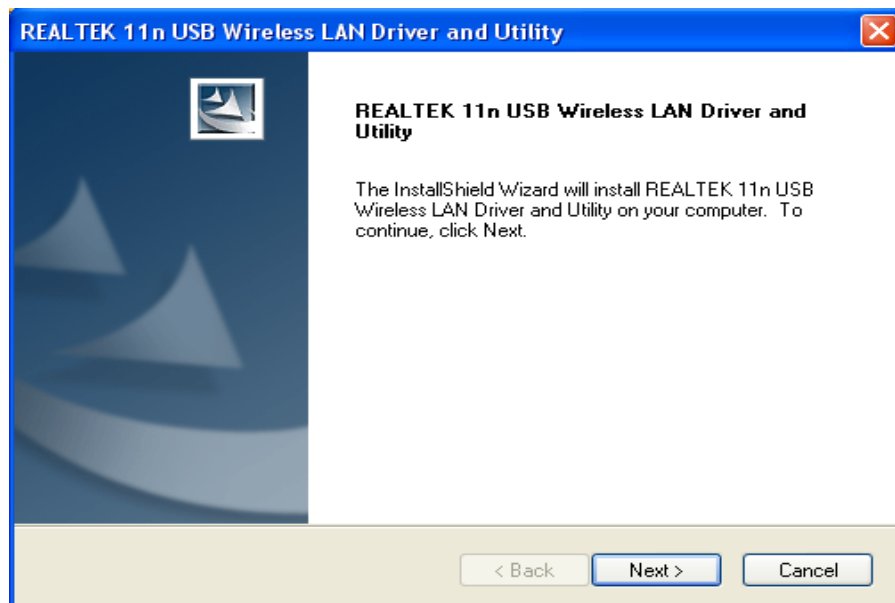 REALTEK 11n USB Wireless LAN Driver and Utility
REALTEK 11n USB Wireless LAN Driver and
Utility
The InstallShield Wizard will install REALTEK 11n USB
Wireless LAN Driver and Utility on your computer.  To
continue, click Next.
< Back
Next >
Cancel